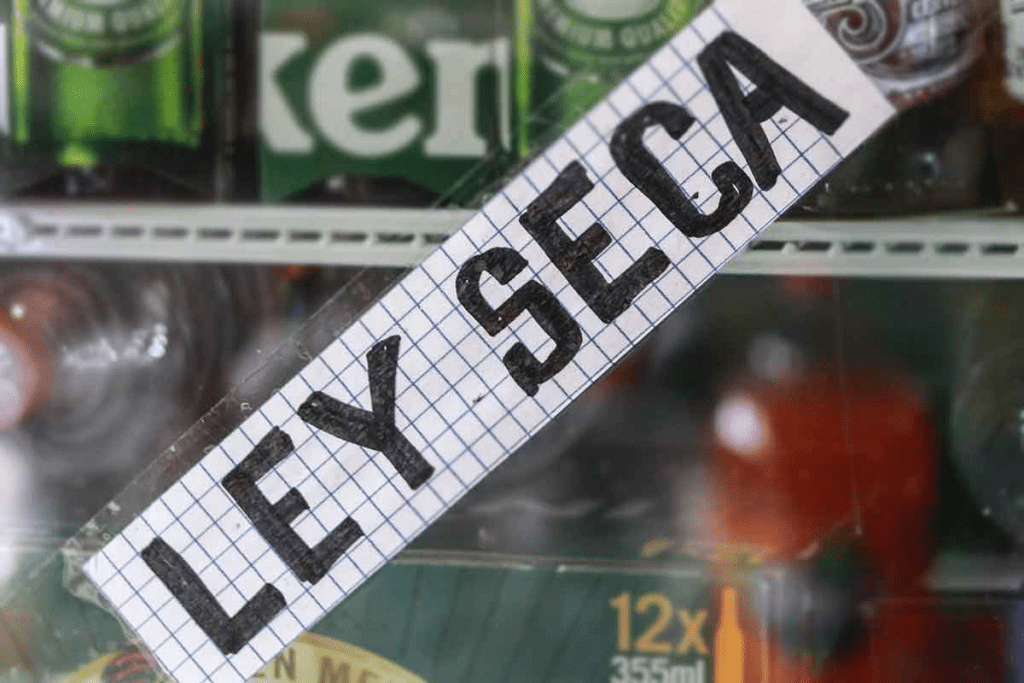 ken
LEY SECA
12x
355ml